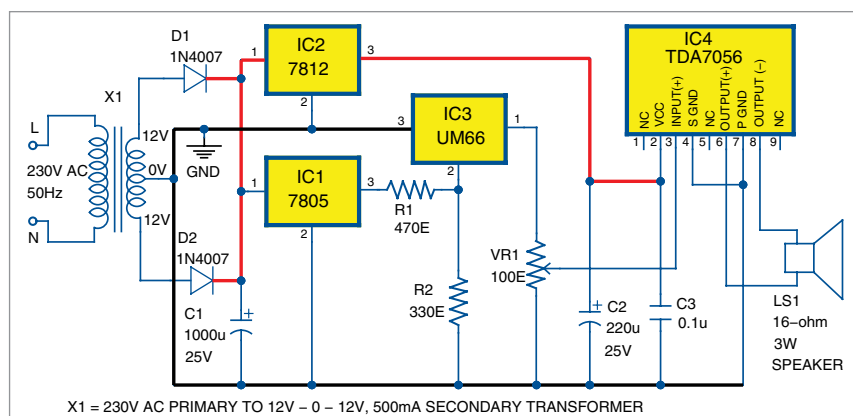 D1
1N4007
X1
L
230V AC
50Hz
N
12V
0V
12V
D2
1N4007
C1
1000u
25V
+
GND
1
IC2
7812
3
2
1
IC1
7805
3
2
R1
470E
3
IC3
UM66
1
2
R2
330E
VR1
100E
+
C2
220u
25V
C3
0.1u
IC4
TDA7056
NC
VCC
INPUT(+)
S GND
NC
OUTPUT(+)
P GND
OUTPUT (–)
NC
1 2 3 4 5 6 7 8 9
LS1
16–ohm
3W
SPEAKER
X1 = 230V AC PRIMARY TO 12V – 0 – 12V, 500mA SECONDARY TRANSFORMER